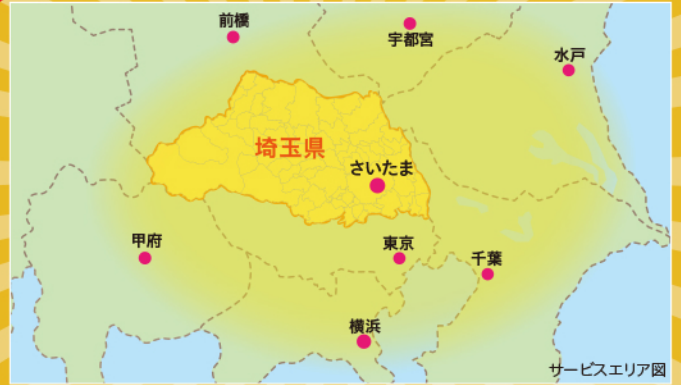 前橋
宇都宮
水戸
埼玉県
さいたま
甲府
東京
千葉
横浜
サービスエリア図